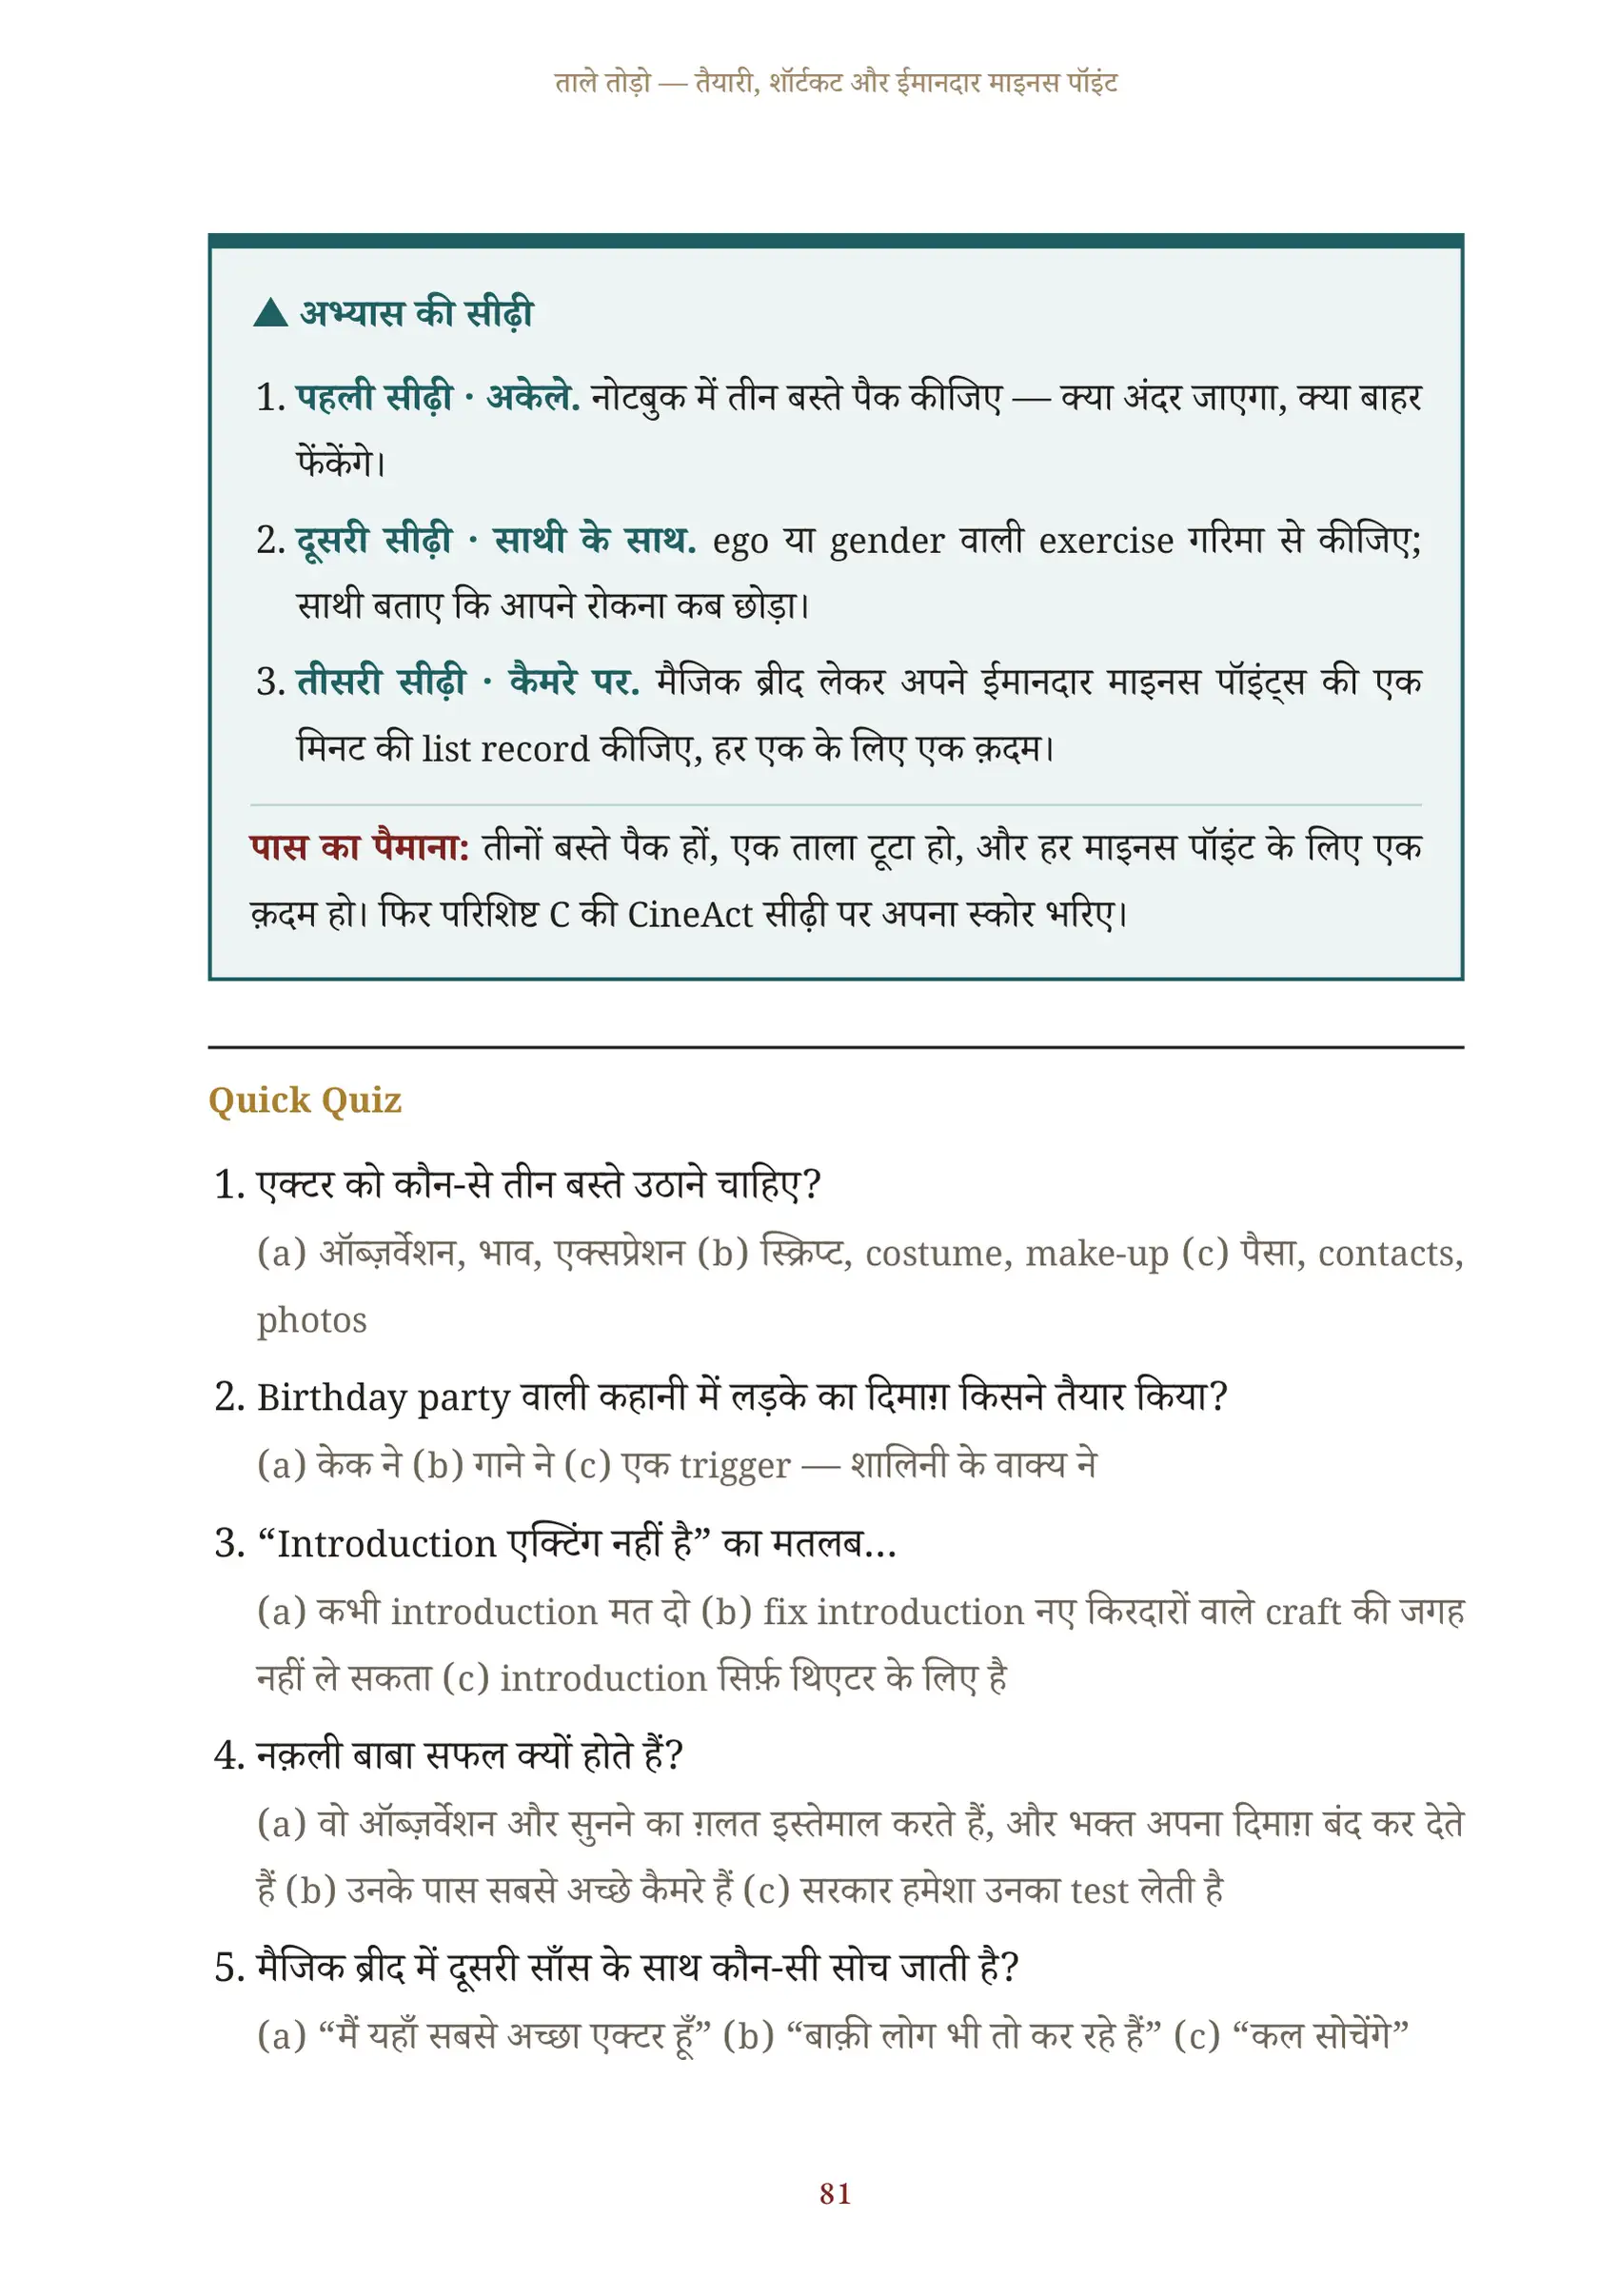 ताले तोड़ो — तैयारी, शॉर्टकट और ईमानदार माइनस पॉइंट
▲ अभ्यास की सीढ़ी
1. पहली सीढ़ी · अकेले. नोटबुक में तीन बस्ते पैक कीजिए — क्या अंदर जाएगा, क्या बाहर
फेंकेंगे।
2. दूसरी सीढ़ी · साथी के साथ. ego या gender वाली exercise गरिमा से कीजिए;
साथी बताए कि आपने रोकना कब छोड़ा।
3. तीसरी सीढ़ी · कैमरे पर. मैजिक ब्रीद लेकर अपने ईमानदार माइनस पॉइंट्स की एक
मिनट की list record कीजिए, हर एक के लिए एक क़दम।
पास का पैमाना: तीनों बस्ते पैक हों, एक ताला टूटा हो, और हर माइनस पॉइंट के लिए एक
क़दम हो। फिर परिशिष्ट C की CineAct सीढ़ी पर अपना स्कोर भरिए।
Quick Quiz
1. एक्टर को कौन-से तीन बस्ते उठाने चाहिए?
(a) ऑब्ज़र्वेशन, भाव, एक्सप्रेशन (b) स्क्रिप्ट, costume, make-up (c) पैसा, contacts,
photos
2. Birthday party वाली कहानी में लड़के का दिमाग़ किसने तैयार किया?
(a) केक ने (b) गाने ने (c) एक trigger — शालिनी के वाक्य ने
3. “Introduction एक्टिंग नहीं है” का मतलब…
(a) कभी introduction मत दो (b) fix introduction नए किरदारों वाले craft की जगह
नहीं ले सकता (c) introduction सिर्फ़ थिएटर के लिए है
4. नक़ली बाबा सफल क्यों होते हैं?
(a) वो ऑब्ज़र्वेशन और सुनने का ग़लत इस्तेमाल करते हैं, और भक्त अपना दिमाग़ बंद कर देते
हैं (b) उनके पास सबसे अच्छे कैमरे हैं (c) सरकार हमेशा उनका test लेती है
5. मैजिक ब्रीद में दूसरी साँस के साथ कौन-सी सोच जाती है?
(a) “मैं यहाँ सबसे अच्छा एक्टर हूँ” (b) “बाक़ी लोग भी तो कर रहे हैं” (c) “कल सोचेंगे”
81